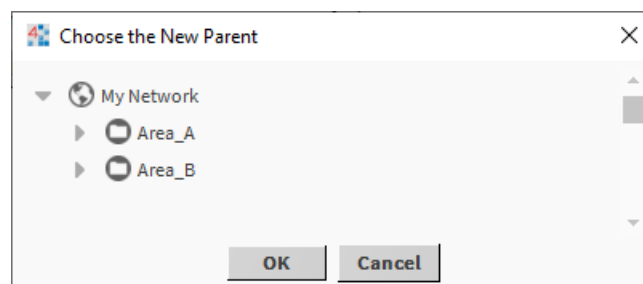 Choose the New Parent
My Network
Area_A
Area_B
OK
Cancel